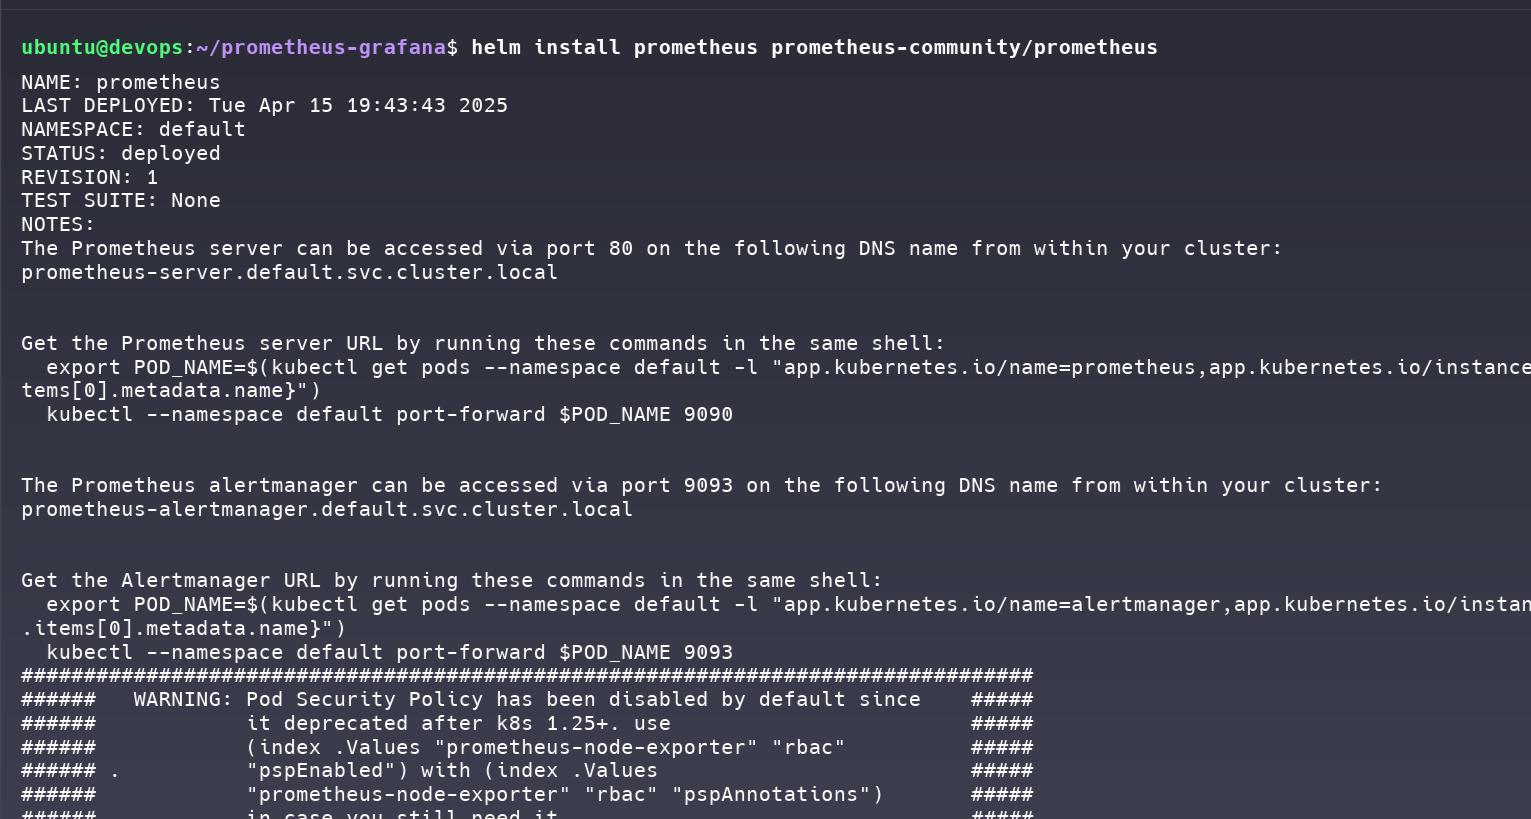 ubuntu@devops:~/prometheus-grafana$ helm install prometheus prometheus-community/prometheus
NAME: prometheus
LAST DEPLOYED: Tue Apr 15 19:43:43 2025
NAMESPACE: default
STATUS: deployed
REVISION: 1
TEST SUITE: None
NOTES:
The Prometheus server can be accessed via port 80 on the following DNS name from within your cluster:
prometheus-server.default.svc.cluster.local
Get the Prometheus server URL by running these commands in the same shell:
  export POD_NAME=$(kubectl get pods --namespace default -l "app.kubernetes.io/name=prometheus,app.kubernetes.io/instance
tems[0].metadata.name}")
  kubectl --namespace default port-forward $POD_NAME 9090
The Prometheus alertmanager can be accessed via port 9093 on the following DNS name from within your cluster:
prometheus-alertmanager.default.svc.cluster.local
Get the Alertmanager URL by running these commands in the same shell:
  export POD_NAME=$(kubectl get pods --namespace default -l "app.kubernetes.io/name=alertmanager,app.kubernetes.io/instan
.items[0].metadata.name}")
  kubectl --namespace default port-forward $POD_NAME 9093
#################################################################################
######   WARNING: Pod Security Policy has been disabled by default since    #####
######            it deprecated after k8s 1.25+. use                        #####
######            (index .Values "prometheus-node-exporter" "rbac"          #####
###### .          "pspEnabled") with (index .Values                         #####
######            "prometheus-node-exporter" "rbac" "pspAnnotations")       #####
######            in case you still need it                                 #####